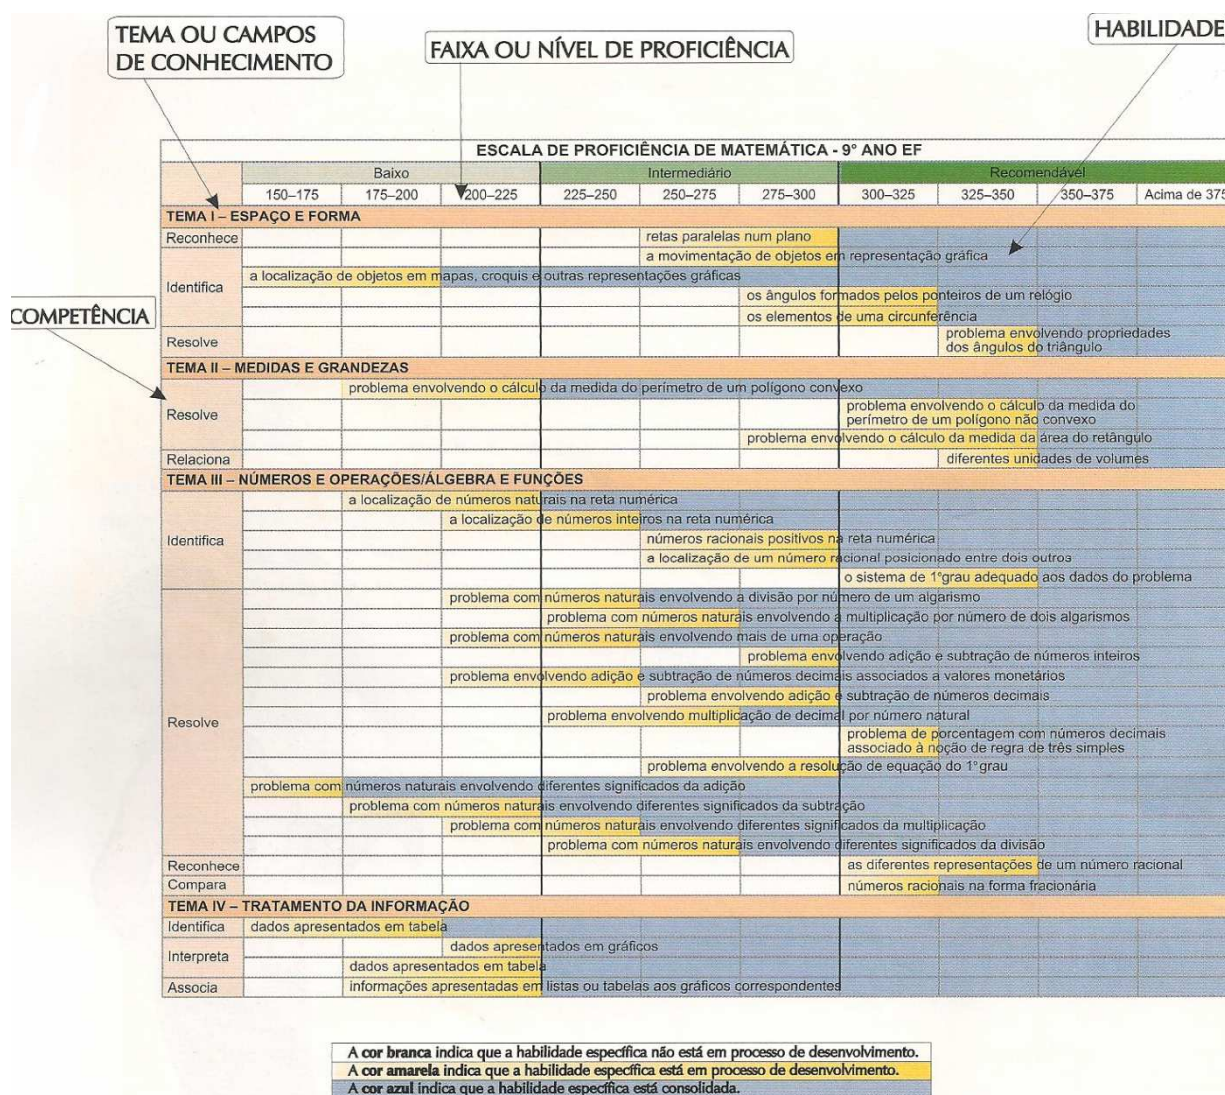 TEMA OU CAMPOS
DE CONHECIMENTO
FAIXA OU NÍVEL DE PROFICIÊNCIA
HABILIDADE
COMPETÊNCIA
ESCALA DE PROFICIÊNCIA DE MATEMÁTICA - 9° ANO EF
Baixo Intermediário Recomendável
150–175 175–200 200–225 225–250 250–275 275–300 300–325 325–350 350–375 Acima de 375
TEMA I – ESPAÇO E FORMA
Reconhece retas paralelas num plano
a movimentação de objetos em representação gráfica
Identifica a localização de objetos em mapas, croquis e outras representações gráficas
os ângulos formados pelos ponteiros de um relógio
os elementos de uma circunferência
Resolve problema envolvendo propriedades
dos ângulos do triângulo
TEMA II – MEDIDAS E GRANDEZAS
problema envolvendo o cálculo da medida do perímetro de um polígono convexo
Resolve problema envolvendo o cálculo da medida do
perímetro de um polígono não convexo
problema envolvendo o cálculo da medida da área do retângulo
Relaciona diferentes unidades de volumes
TEMA III – NÚMEROS E OPERAÇÕES/ÁLGEBRA E FUNÇÕES
a localização de números naturais na reta numérica
a localização de números inteiros na reta numérica
Identifica números racionais positivos na reta numérica
a localização de um número racional posicionado entre dois outros
o sistema de 1°grau adequado aos dados do problema
problema com números naturais envolvendo a divisão por número de um algarismo
problema com números naturais envolvendo a multiplicação por número de dois algarismos
problema com números naturais envolvendo mais de uma operação
problema envolvendo adição e subtração de números inteiros
problema envolvendo adição e subtração de números decimais associados a valores monetários
problema envolvendo adição e subtração de números decimais
Resolve problema envolvendo multiplicação de decimal por número natural
problema de porcentagem com números decimais
associado à noção de regra de três simples
problema envolvendo a resolução de equação do 1°grau
problema com números naturais envolvendo diferentes significados da adição
problema com números naturais envolvendo diferentes significados da subtração
problema com números naturais envolvendo diferentes significados da multiplicação
problema com números naturais envolvendo diferentes significados da divisão
Reconhece as diferentes representações de um número racional
Compara números racionais na forma fracionária
TEMA IV – TRATAMENTO DA INFORMAÇÃO
Identifica dados apresentados em tabela
Interpreta dados apresentados em gráficos
dados apresentados em tabela
Associa informações apresentadas em listas ou tabelas aos gráficos correspondentes
A cor branca indica que a habilidade específica não está em processo de desenvolvimento.
A cor amarela indica que a habilidade específica está em processo de desenvolvimento.
A cor azul indica que a habilidade específica está consolidada.